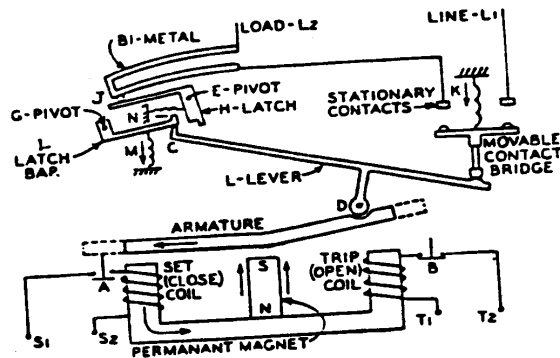 LOAD-L2
LINE-L1
BI-METAL
E-PIVOT
J
G-PIVOT
N
H-LATCH
STATIONARY
CONTACTS
K
L
LATCH
BAR.
M
C
MOVABLE
CONTACT
BRIDGE
L-LEVER
D
ARMATURE
TRIP
(OPEN)
COIL
SET
(CLOSE)
COIL
A
S
N
B
S1
S2
T1
T2
PERMANANT MAGNET